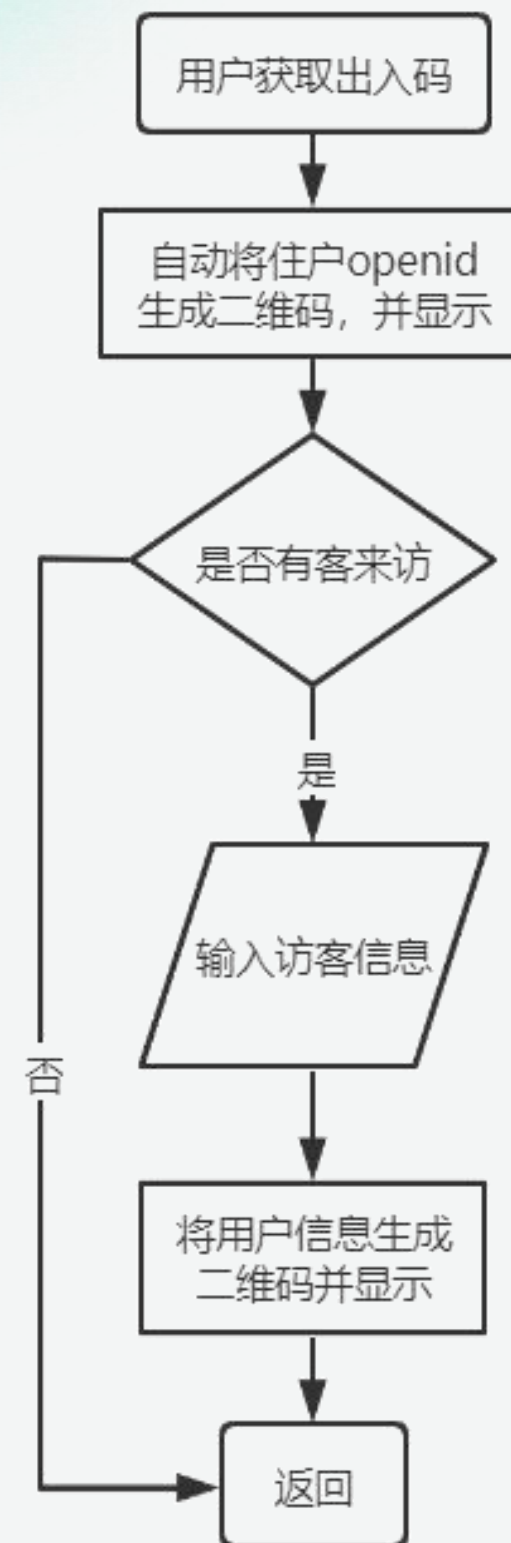 用户获取出入码
自动将住户openid
生成二维码，并显示
是否有客来访
是
输入访客信息
否
将用户信息生成
二维码并显示
返回